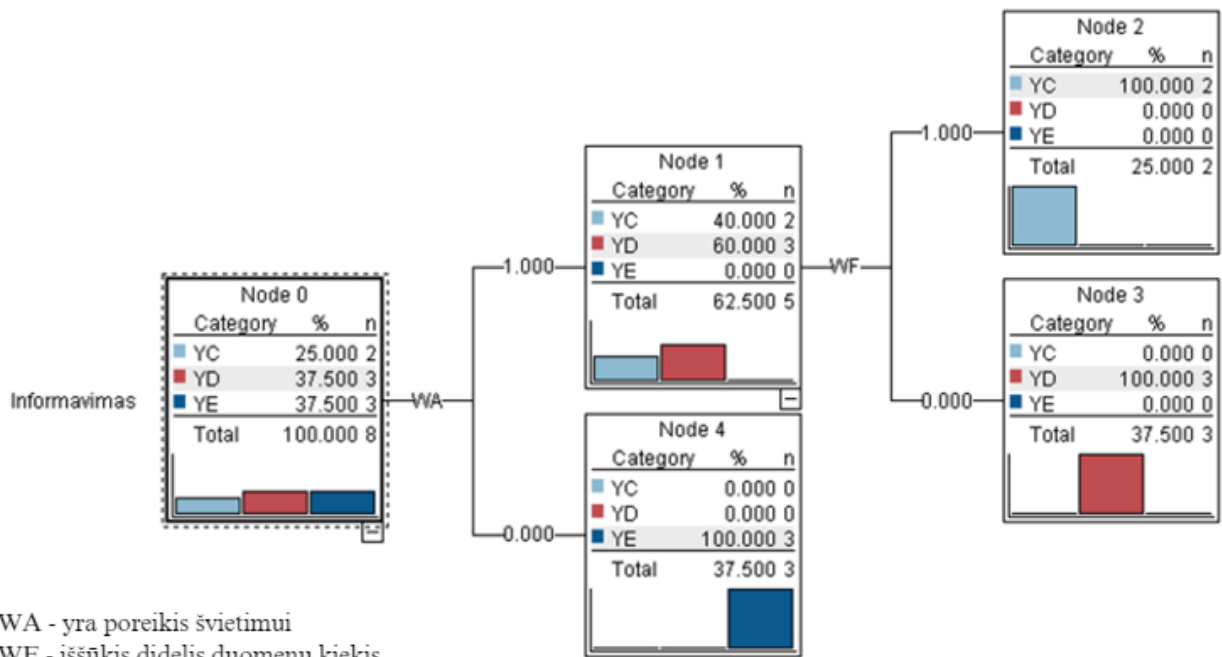 Informavimas
Node 0
Category % n
YC 25.000 2
YD 37.500 3
YE 37.500 3
Total 100.000 8
WA
1.000
0.000
Node 1
Category % n
YC 40.000 2
YD 60.000 3
YE 0.000 0
Total 62.500 5
Node 4
Category % n
YC 0.000 0
YD 0.000 0
YE 100.000 3
Total 37.500 3
WF
1.000
0.000
Node 2
Category % n
YC 100.000 2
YD 0.000 0
YE 0.000 0
Total 25.000 2
Node 3
Category % n
YC 0.000 0
YD 100.000 3
YE 0.000 0
Total 37.500 3
WA - yra poreikis švietimui
WF - iššūkis didelis duomenų kiekis